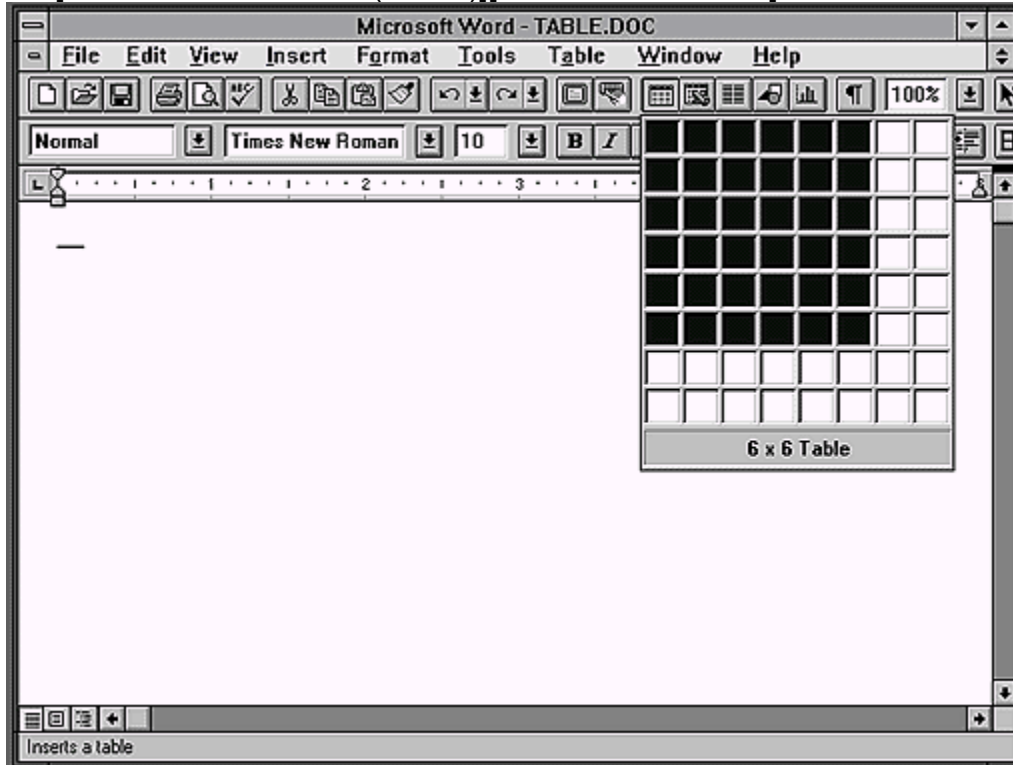 Microsoft Word - TABLE.DOC
File Edit View Insert Format Tools Table Window Help
ABC ¶ 100%
Normal Times New Roman 10 B I
1 2 3
6 x 6 Table
Inserts a table